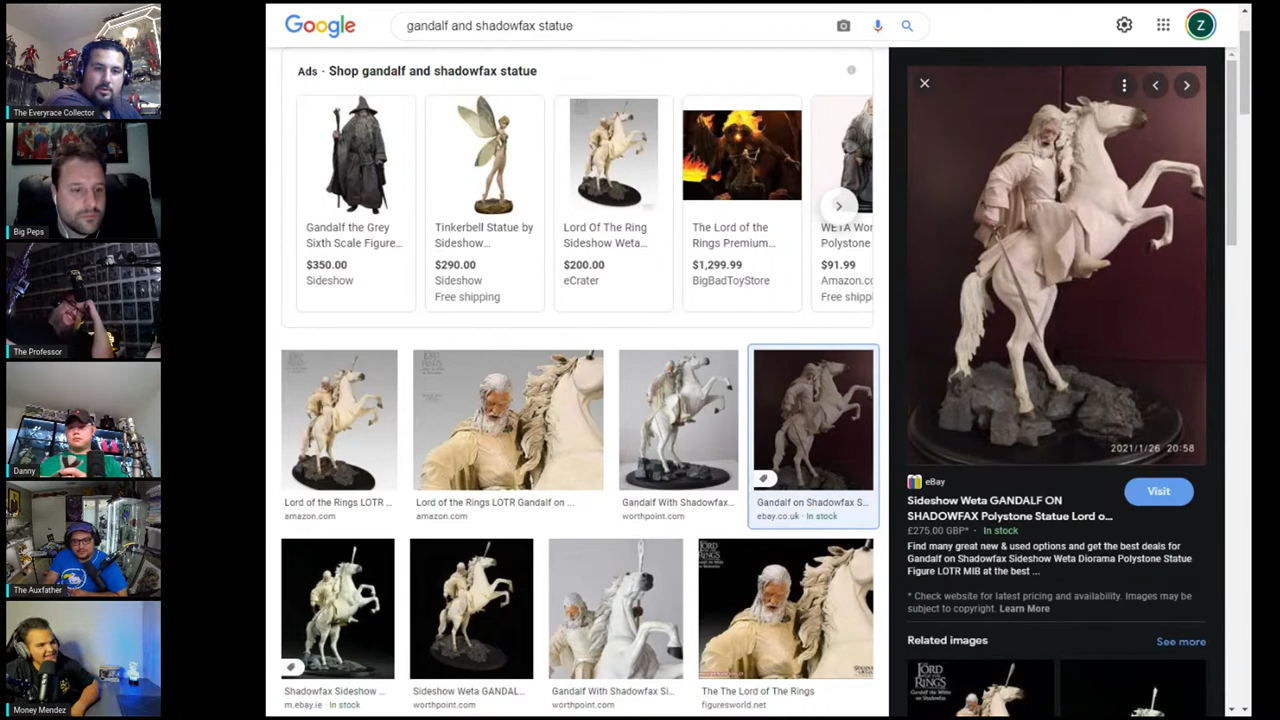 The Everyrace Collector
Big Peps
The Professor
Danny
The Auxfather
Money Mendez
Google
gandalf and shadowfax statue
Z
Ads · Shop gandalf and shadowfax statue
Gandalf the Grey
Sixth Scale Figure...
$350.00
Sideshow
Tinkerbell Statue by
Sideshow...
$290.00
Sideshow
Free shipping
Lord Of The Ring
Sideshow Weta...
$200.00
eCrater
The Lord of the
Rings Premium...
$1,299.99
BigBadToyStore
WETA Wor
Polystone
$91.99
Amazon.c
Free shipp
Lord of the Rings LOTR ...
amazon.com
Lord of the Rings LOTR Gandalf on ...
amazon.com
Gandalf With Shadowfax...
worthpoint.com
Gandalf on Shadowfax S...
ebay.co.uk · In stock
Shadowfax Sideshow ...
m.ebay.ie · In stock
Sideshow Weta GANDAL...
worthpoint.com
Gandalf With Shadowfax Si...
worthpoint.com
The The Lord of The Rings
figuresworld.net
2021/1/26 20:58
eBay
Sideshow Weta GANDALF ON
SHADOWFAX Polystone Statue Lord o...
Visit
£275.00 GBP* · In stock
Find many great new & used options and get the best deals for
Gandalf on Shadowfax Sideshow Weta Diorama Polystone Statue
Figure LOTR MIB at the best ...
* Check website for latest pricing and availability. Images may be
subject to copyright. Learn More
Related images
See more
THE
LORD
OF THE
RINGS